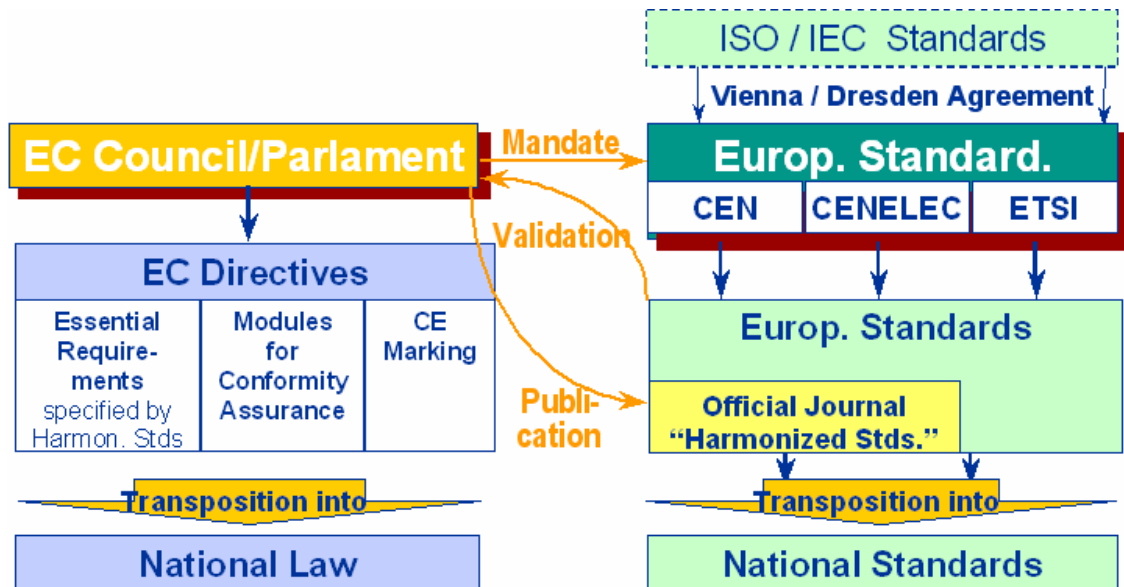 ISO / IEC Standards
Vienna / Dresden Agreement
EC Council/Parlament
Mandate
Europ. Standard.
CEN
CENELEC
ETSI
Validation
EC Directives
Essential
Require-
ments
specified by
Harmon. Stds
Modules
for
Conformity
Assurance
CE
Marking
Europ. Standards
Publi-
cation
Official Journal
“Harmonized Stds.”
Transposition into
Transposition into
National Law
National Standards